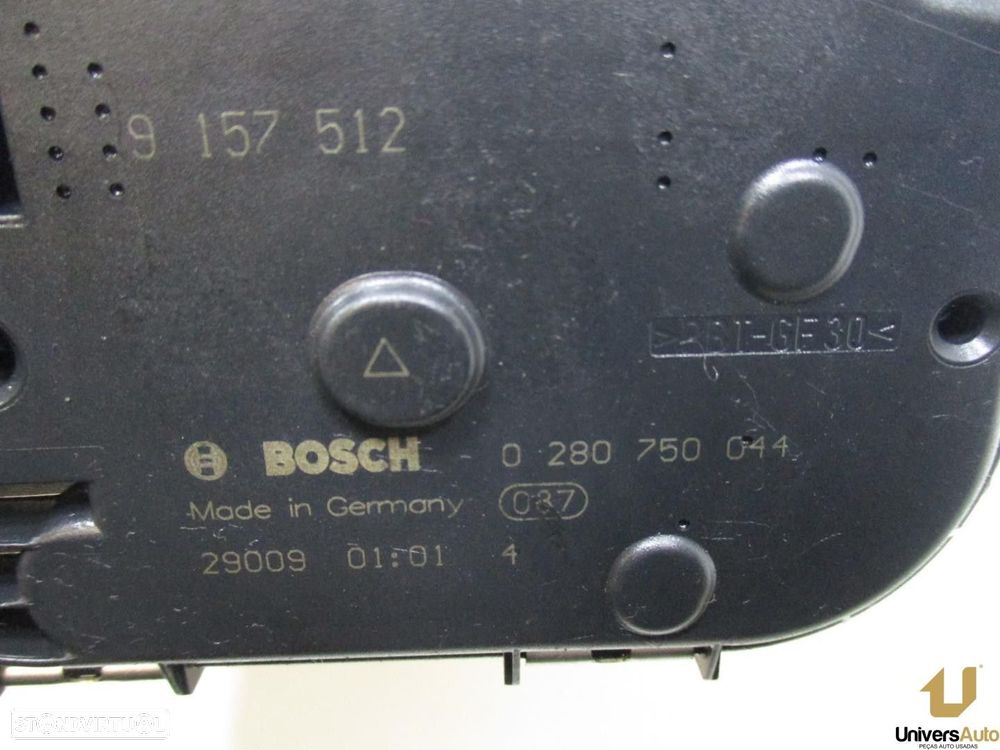 9 157 512
>PBT-GF30<
BOSCH 0 280 750 044
Made in Germany 037
29009 01:01 4
STANDVIRTUAL
UniversAuto
PEÇAS AUTO USADAS